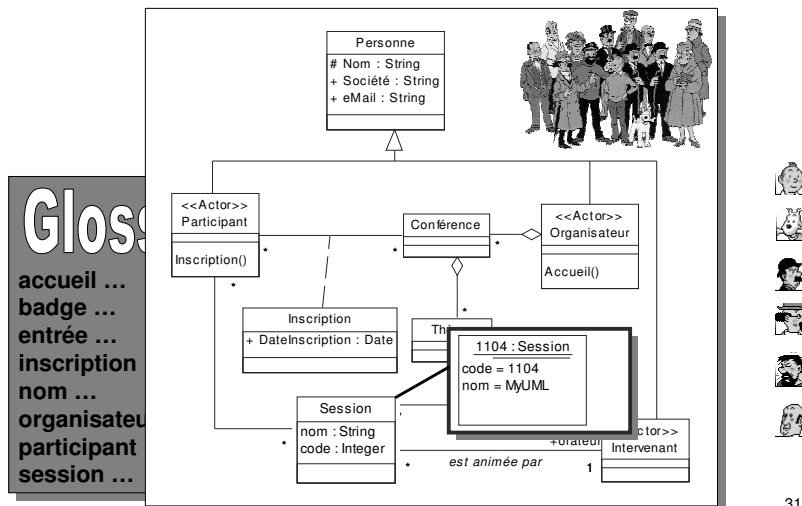 Personne
# Nom : String
+ Société : String
+ eMail : String
Gloss
accueil …
badge …
entrée …
inscription
nom …
organisateu
participant
session …
<<Actor>>
Participant
Inscription()
*
*
*
Conférence
*
<<Actor>>
Organisateur
Accueil()
Inscription
+ DateInscription : Date
*
Th
1104 : Session
code = 1104
nom = MyUML
Session
nom : String
code : Integer
*
*
est animée par
+orateur
1
ctor>>
Intervenant
31